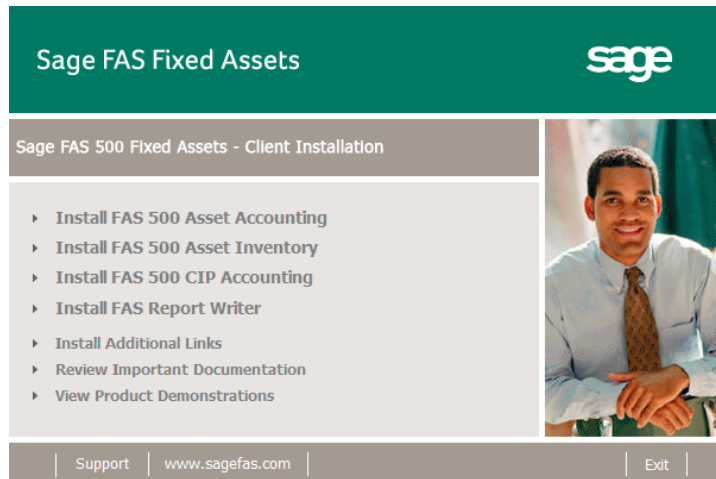 Sage FAS Fixed Assets
sage
Sage FAS 500 Fixed Assets - Client Installation
Install FAS 500 Asset Accounting
Install FAS 500 Asset Inventory
Install FAS 500 CIP Accounting
Install FAS Report Writer
Install Additional Links
Review Important Documentation
View Product Demonstrations
Support
www.sagefas.com
Exit